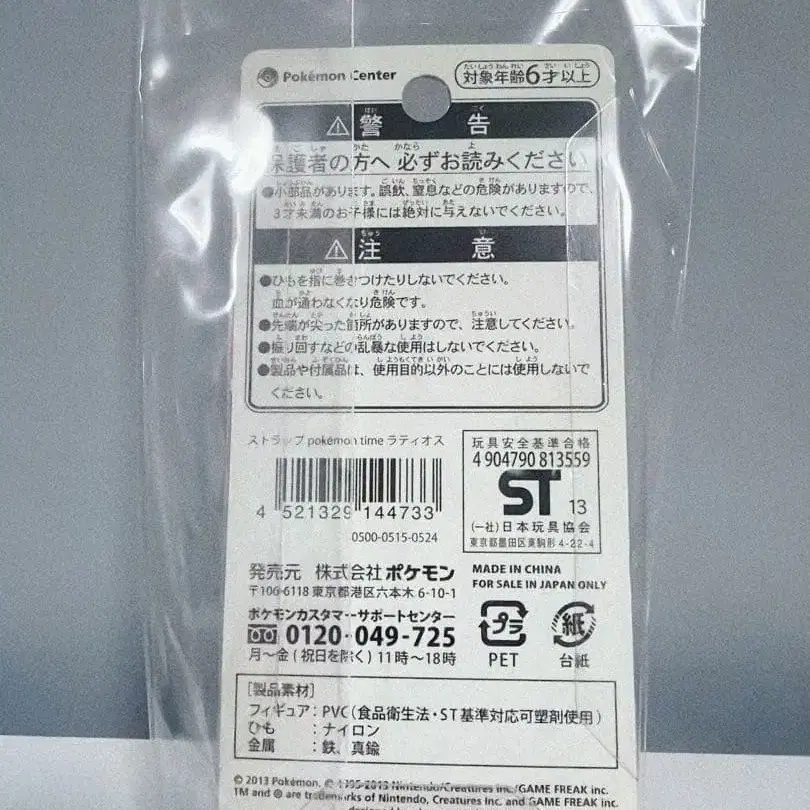 Pokémon Center
対象年齢6才以上
⚠警告
保護者の方へ 必ずお読みください
●小部品があります。誤飲、窒息などの危険がありますので、
3才未満のお子様には絶対に与えないでください。
⚠注意
●ひもを指に巻きつけたりしないでください。
血が通わなくなり危険です。
●先端が尖った箇所がありますので、注意してください。
●振り回すなどの乱暴な使用はしないでください。
●製品や付属品は、使用目的以外のことには使用しないで
ください。
ストラップ pokémon time ラティオス
4 521329 144733
0500-0515-0524
玩具安全基準合格
4 904790 813559
ST 13
(一社)日本玩具協会
東京都墨田区東駒形 4-22-4
発売元 株式会社ポケモン
〒106-6118 東京都港区六本木 6-10-1
ポケモンカスタマーサポートセンター
0120-049-725
月〜金(祝日を除く)11時〜18時
MADE IN CHINA
FOR SALE IN JAPAN ONLY
プラ
PET
紙
台紙
[製品素材]
フィギュア:PVC(食品衛生法・ST基準対応可塑剤使用)
ひも:ナイロン
金属:鉄、真鍮
© 2013 Pokémon. © 1995-2013 Nintendo/Creatures inc./GAME FREAK inc.
TM and ® are trademarks of Nintendo, Creatures Inc. and GAME FREAK inc.